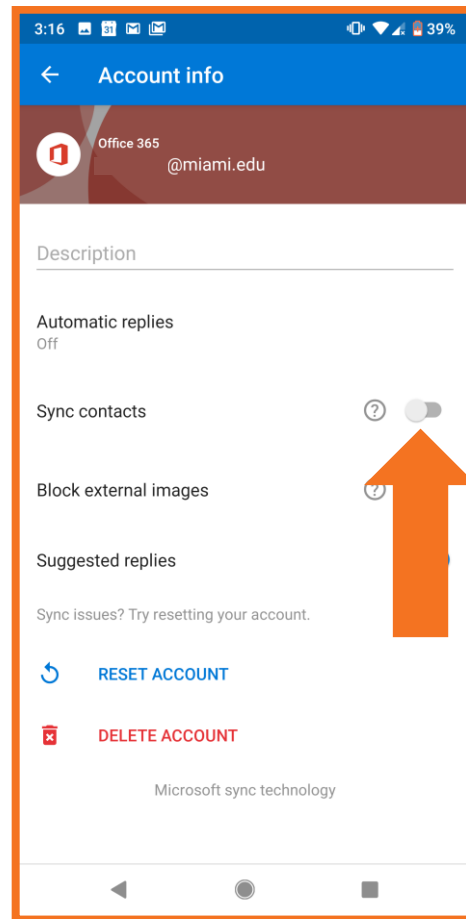 3:16 31 39%
Account info
Office 365
@miami.edu
Description
Automatic replies
Off
Sync contacts ?
Block external images ?
Suggested replies
Sync issues? Try resetting your account.
RESET ACCOUNT
DELETE ACCOUNT
Microsoft sync technology